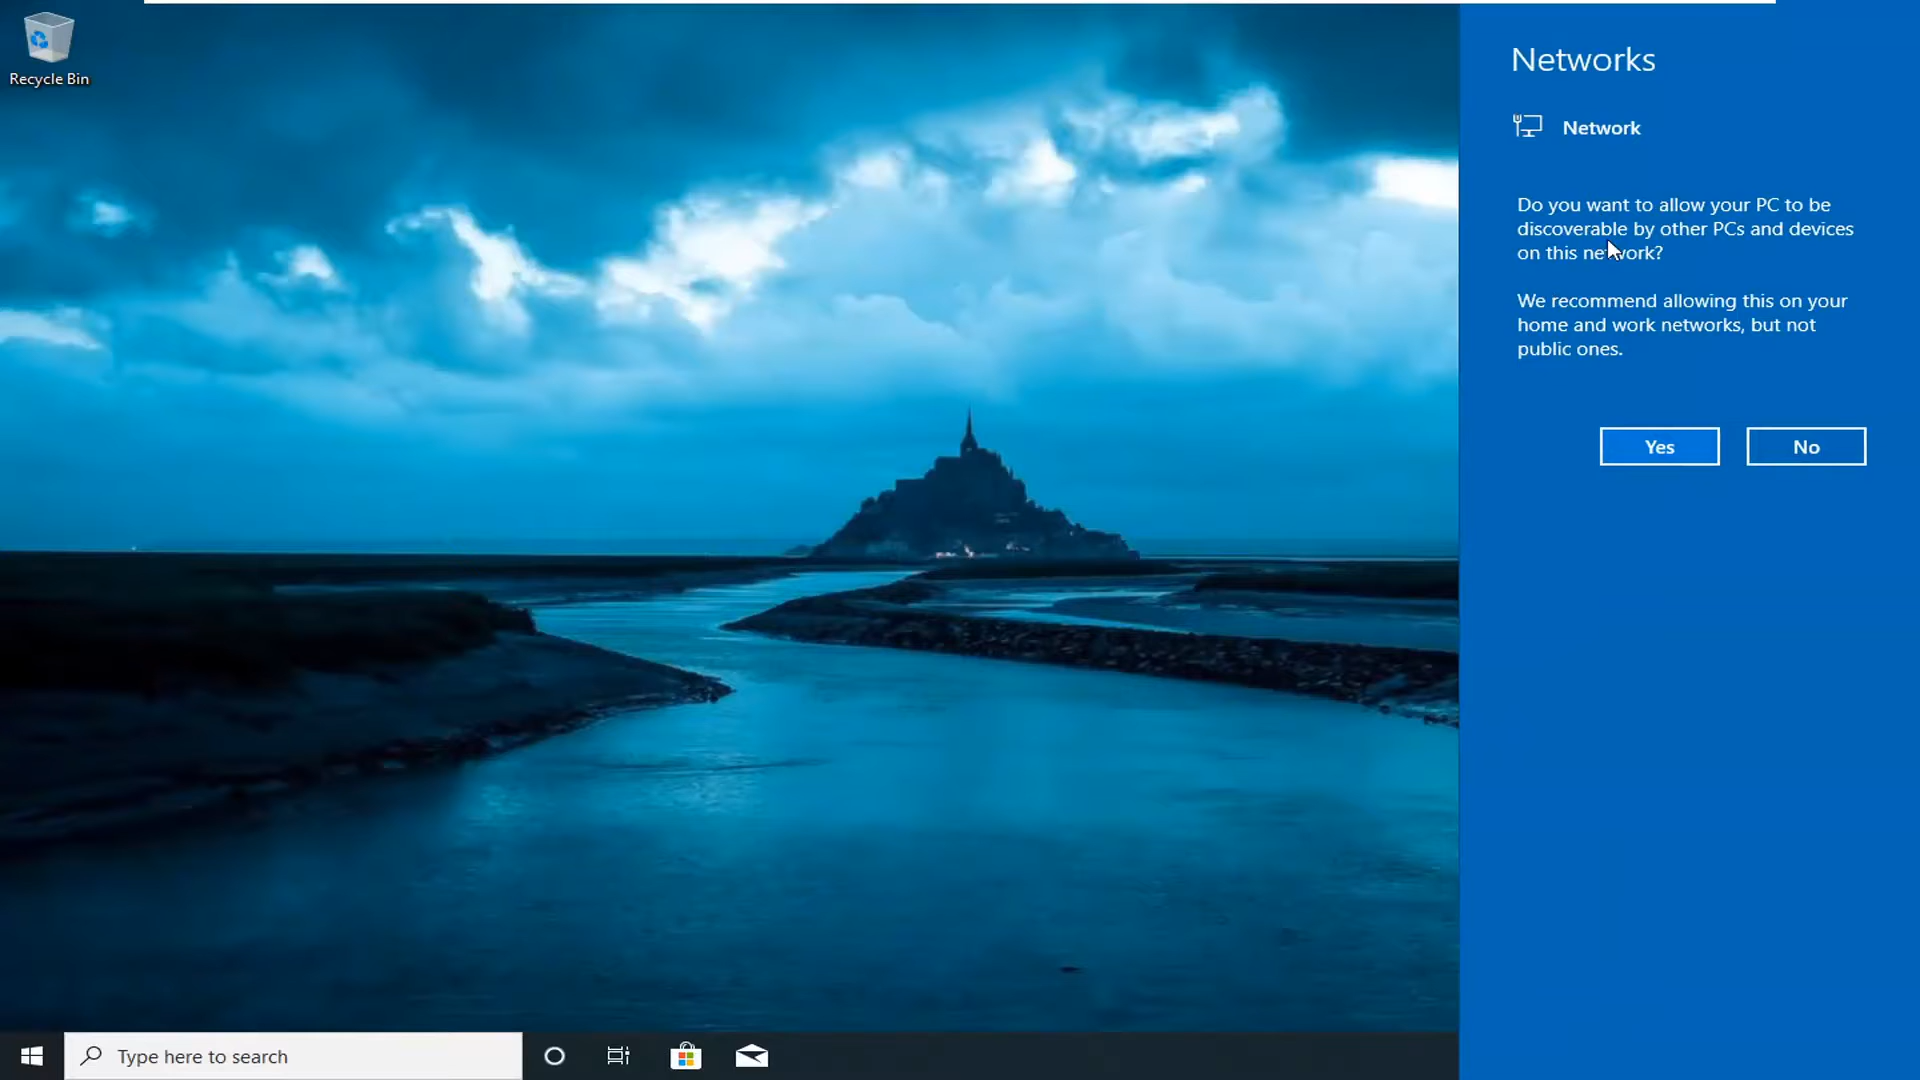 Recycle Bin
Networks
Network
Do you want to allow your PC to be
discoverable by other PCs and devices
on this network?
We recommend allowing this on your
home and work networks, but not
public ones.
Yes
No
Type here to search